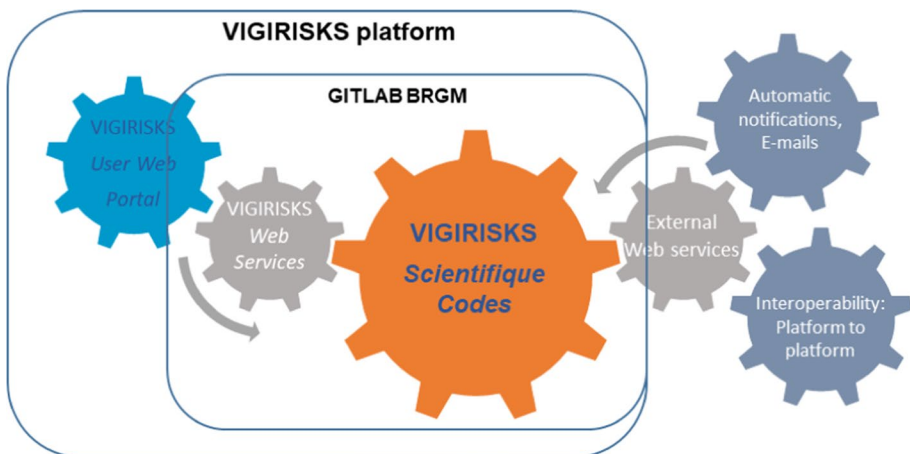 VIGIRISKS platform
GITLAB BRGM
VIGIRISKS
User Web
Portal
VIGIRISKS
Web
Services
VIGIRISKS
Scientifique
Codes
External
Web services
Automatic
notifications,
E-mails
Interoperability:
Platform to
platform